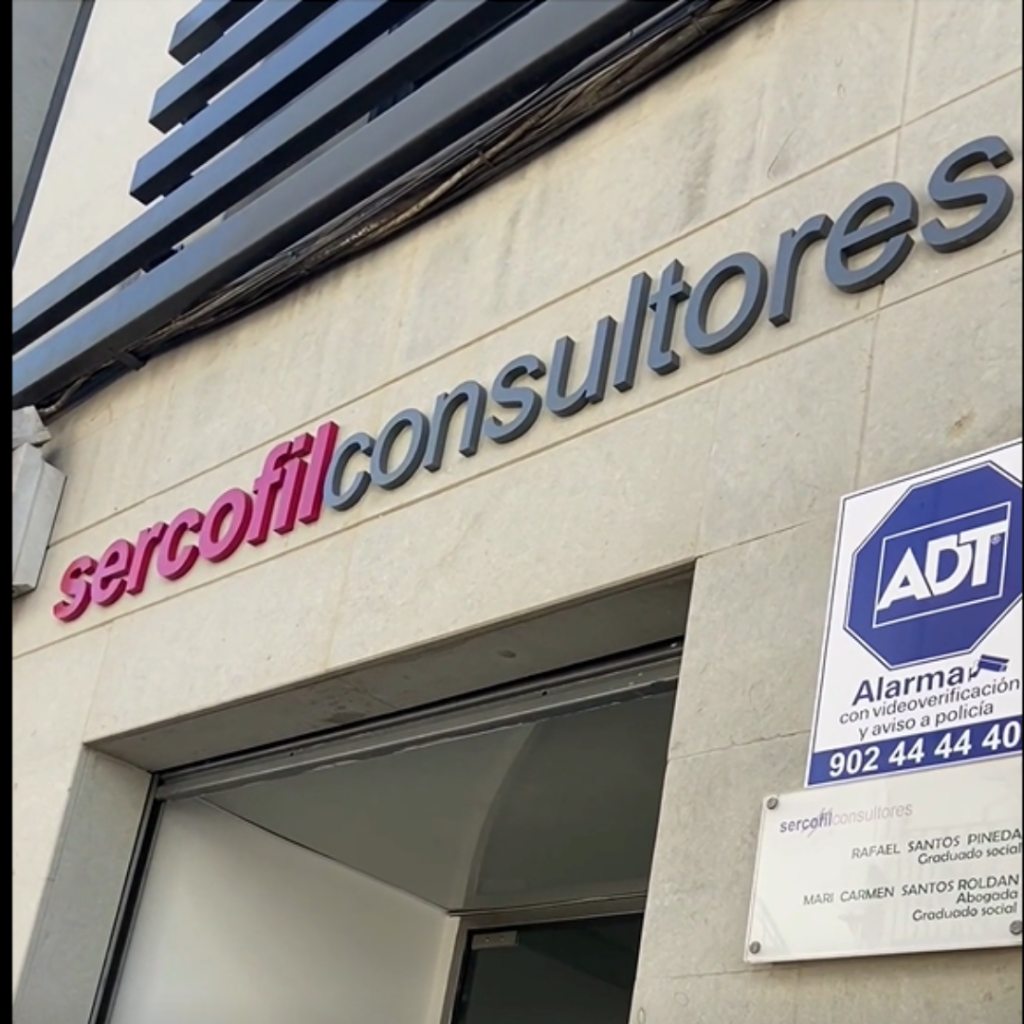 sercofilconsultores
ADT®
Alarma
con videoverificación
y aviso a policía
902 44 44 40
sercofilconsultores
RAFAEL SANTOS PINEDA
Graduado social
MARI CARMEN SANTOS ROLDAN
Abogada
Graduado social